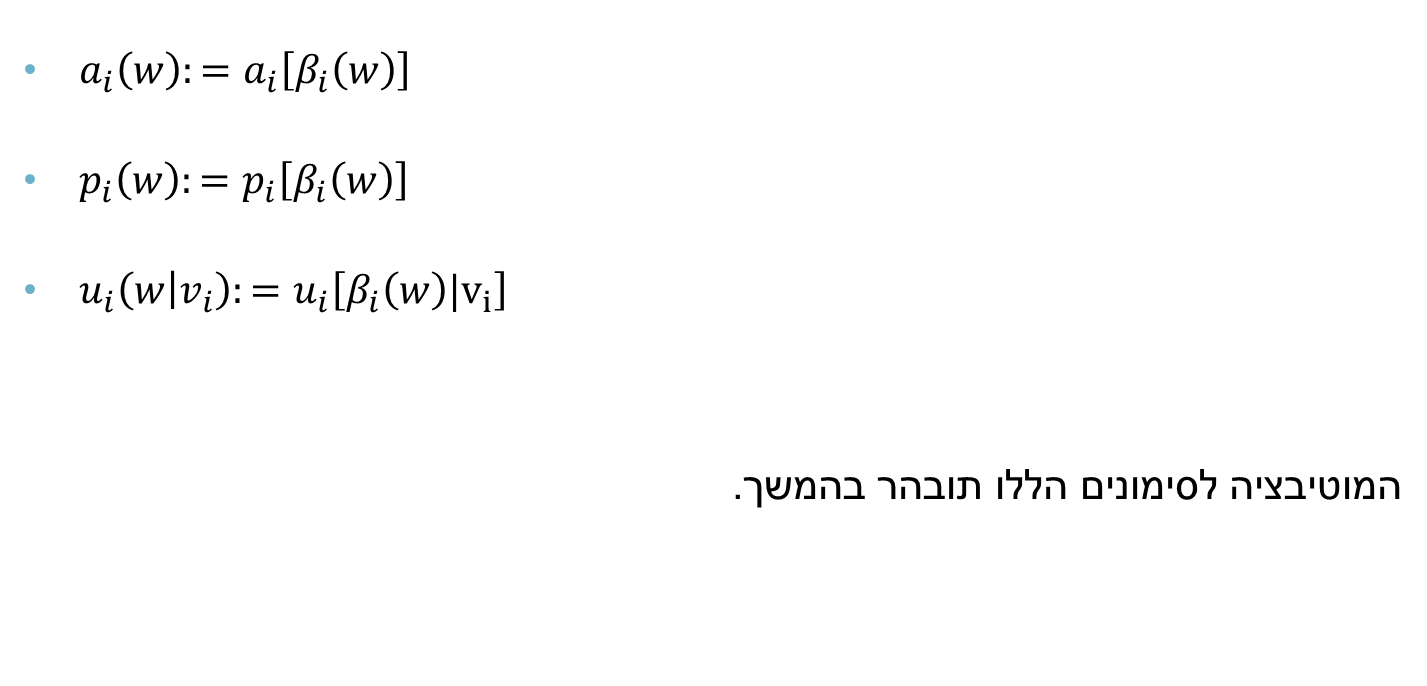 • aᵢ(w): = aᵢ[βᵢ(w)]
• pᵢ(w): = pᵢ[βᵢ(w)]
• uᵢ(w|vᵢ): = uᵢ[βᵢ(w)|vᵢ]
המוטיבציה לסימונים הללו תובהר בהמשך.